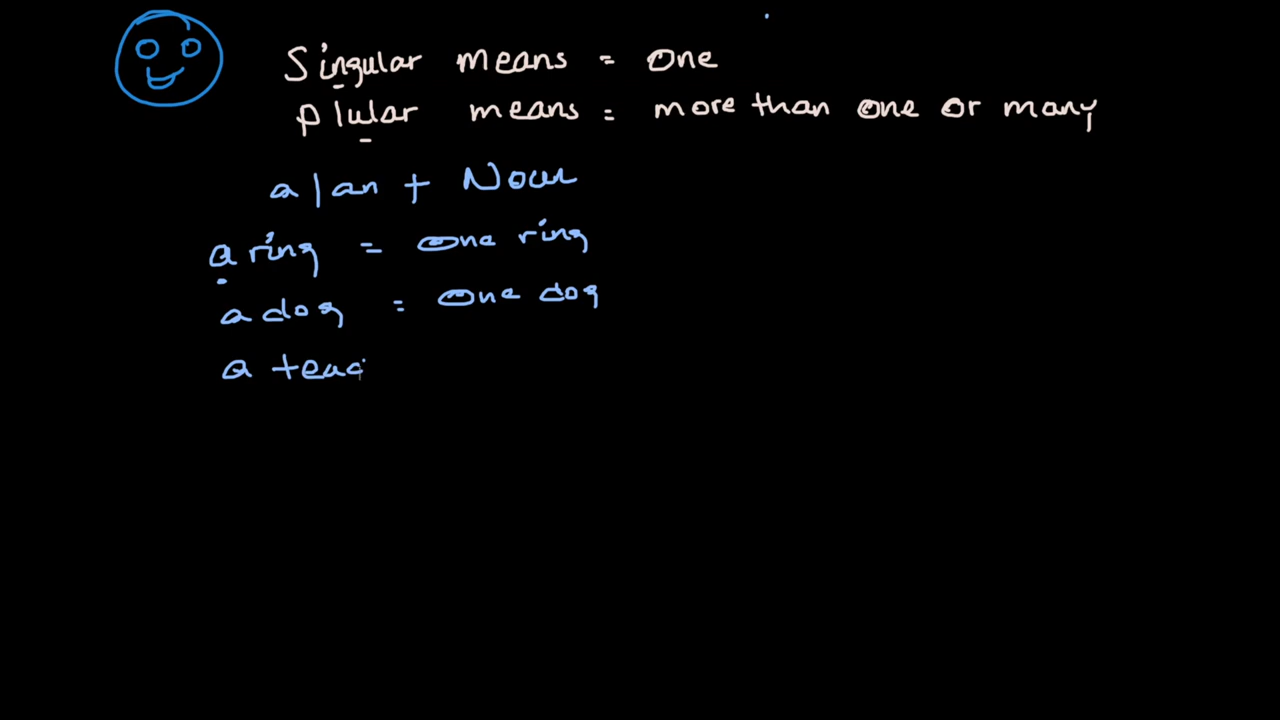 Singular means = One
plular means = more than one or many
a/an + Noun
a ring = One ring
a dog = One dog
a teac